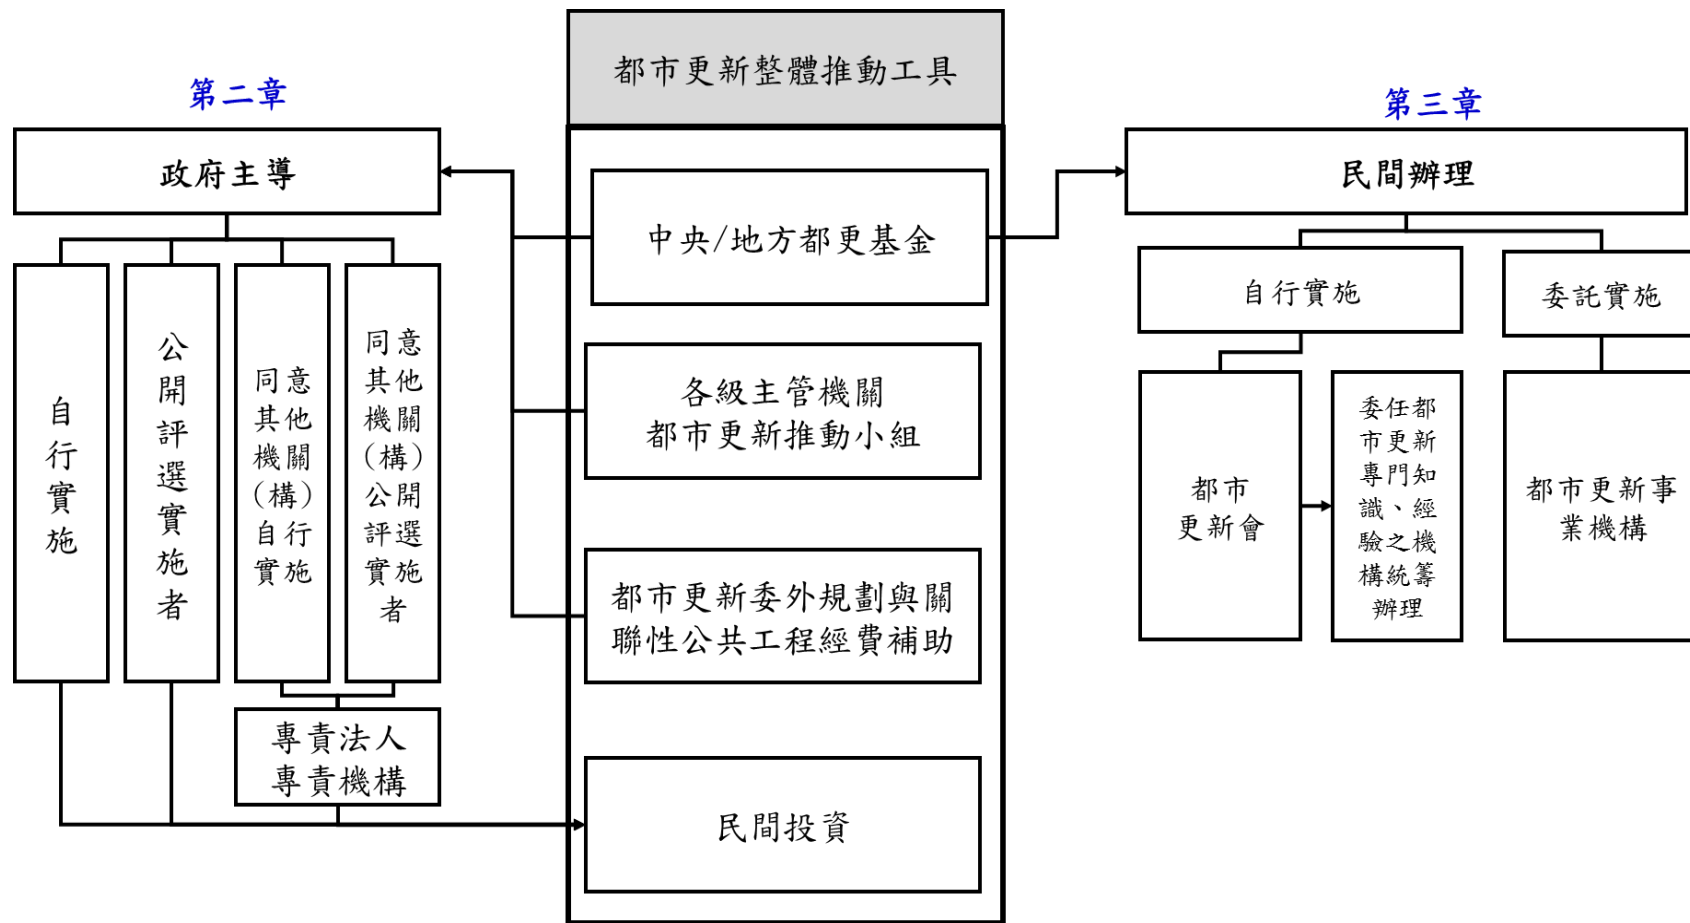 都市更新整體推動工具
第二章
第三章
政府主導
民間辦理
中央/地方都更基金
自行實施
公開評選實施者
同意
其他
機關
(構)
自行
實施
同意
其他
機關
(構)
公開
評選
實施
者
專責法人
專責機構
各級主管機關
都市更新推動小組
都市更新委外規劃與關
聯性公共工程經費補助
民間投資
自行實施
委託實施
都市
更新會
委任都
市更新
專門知
識、經
驗之機
構統籌
辦理
都市更新事
業機構